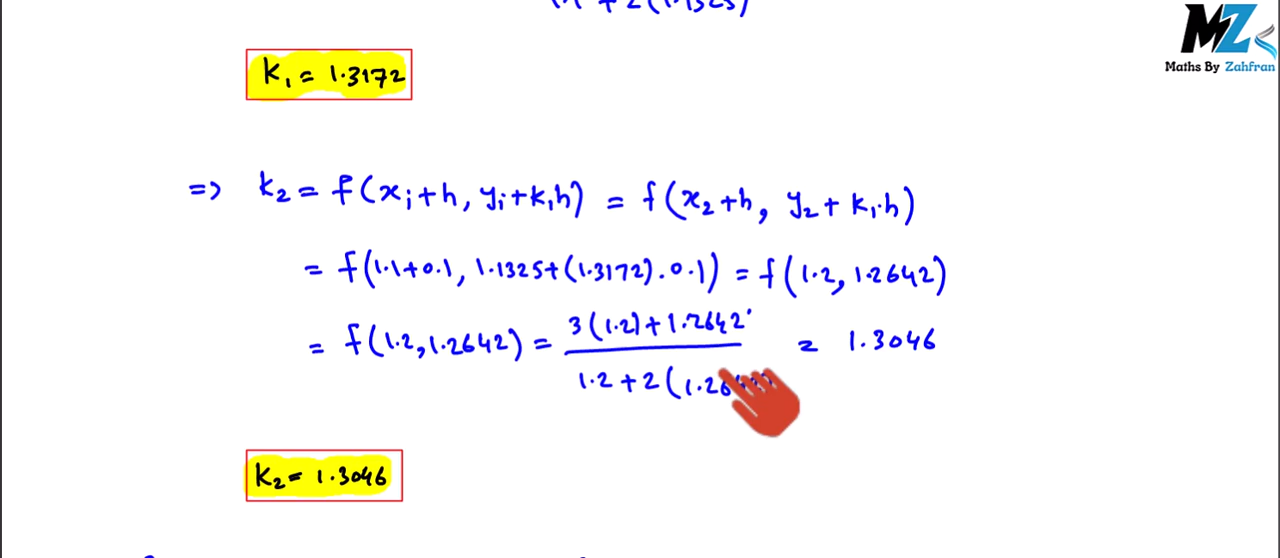 MZ
Maths By Zahfran
k₁ = 1.3172
=> k₂ = f(xᵢ+h, yᵢ+k₁h) = f(x₂+h, y₂+k₁.h)
= f(1.1+0.1, 1.1325+(1.3172).0.1) = f(1.2, 1.2642)
= f(1.2, 1.2642) = 3(1.2)+1.2642 = 1.3046
1.2+2(
k₂ = 1.3046